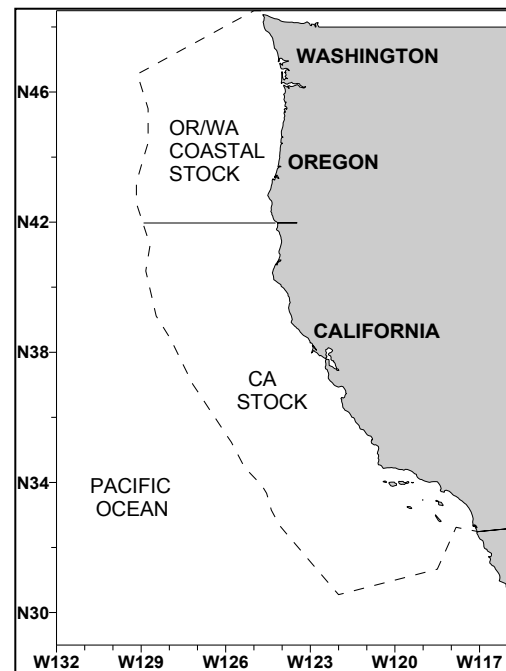 WASHINGTON
N46
OR/WA
COASTAL
STOCK
OREGON
N42
CALIFORNIA
N38
CA
STOCK
N34
PACIFIC
OCEAN
N30
W132 W129 W126 W123 W120 W117